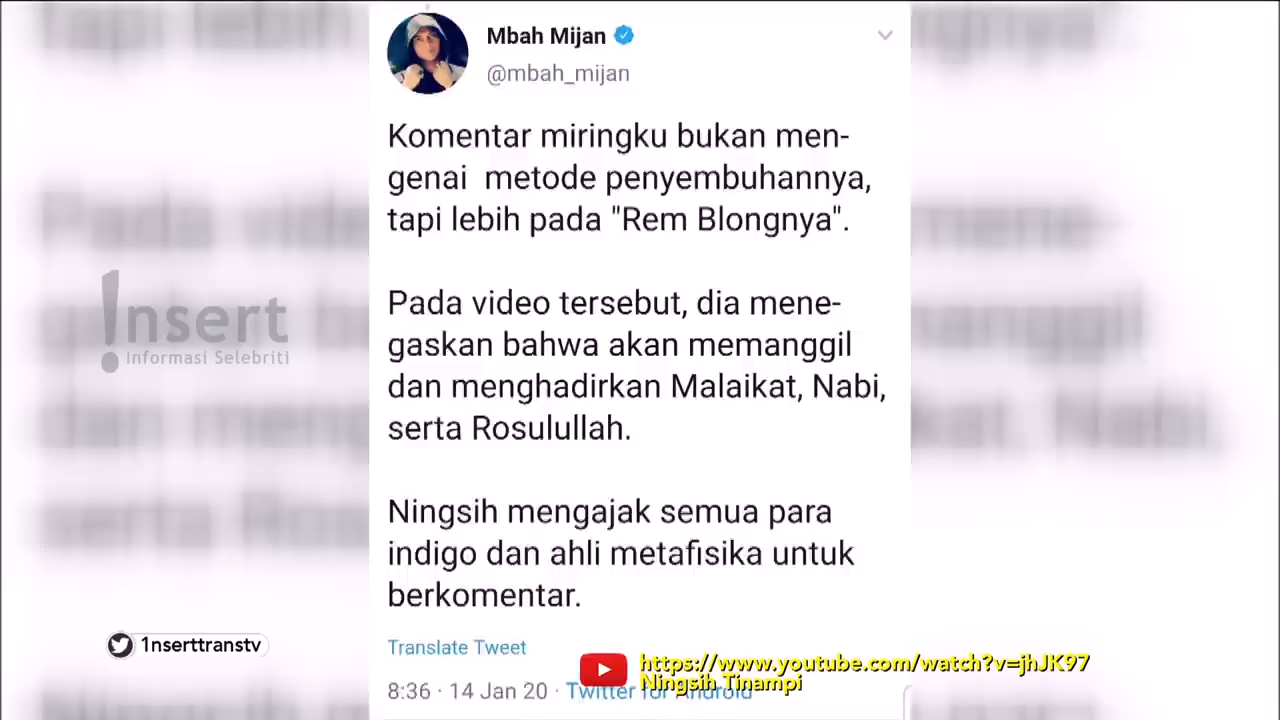 Mbah Mijan
@mbah_mijan
Komentar miringku bukan men-
genai metode penyembuhannya,
tapi lebih pada "Rem Blongnya".
Pada video tersebut, dia mene-
gaskan bahwa akan memanggil
dan menghadirkan Malaikat, Nabi,
serta Rosulullah.
Ningsih mengajak semua para
indigo dan ahli metafisika untuk
berkomentar.
Translate Tweet
8:36 · 14 Jan 20 · Twitter for Android
!nsert
Informasi Selebriti
1nserttranstv
https://www.youtube.com/watch?v=jhJK97
Ningsih Tinampi